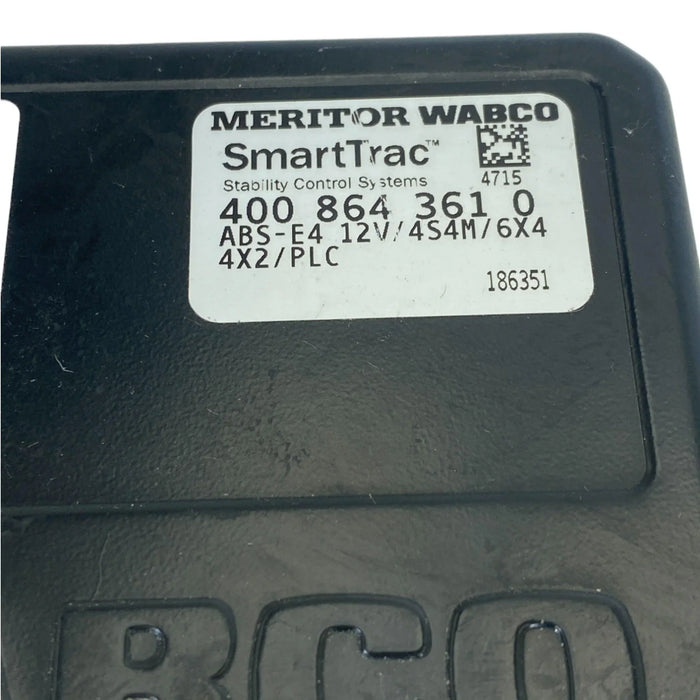 MERITOR WABCO
SmartTrac™
Stability Control Systems 4715
400 864 361 0
ABS-E4 12V/4S4M/6X4
4X2/PLC
186351
BCO